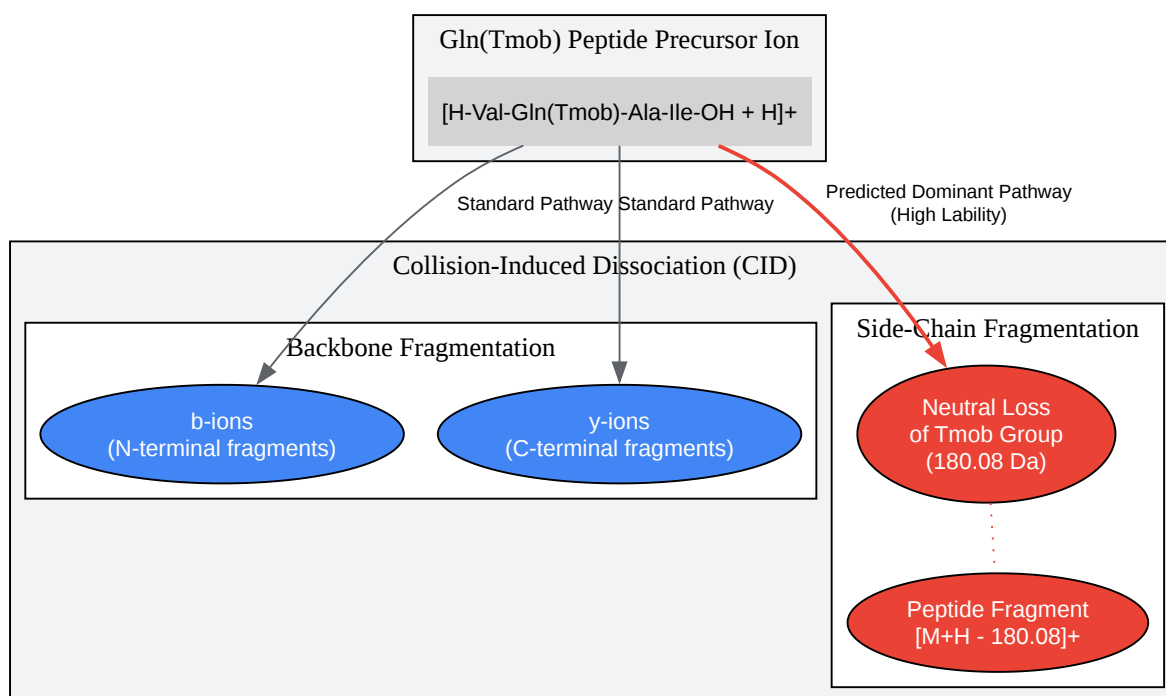 Gln(Tmob) Peptide Precursor Ion
[H-Val-Gln(Tmob)-Ala-Ile-OH + H]+
Standard Pathway
Standard Pathway
Predicted Dominant Pathway
(High Lability)
Collision-Induced Dissociation (CID)
Backbone Fragmentation
b-ions
(N-terminal fragments)
y-ions
(C-terminal fragments)
Side-Chain Fragmentation
Neutral Loss
of Tmob Group
(180.08 Da)
Peptide Fragment
[M+H - 180.08]+